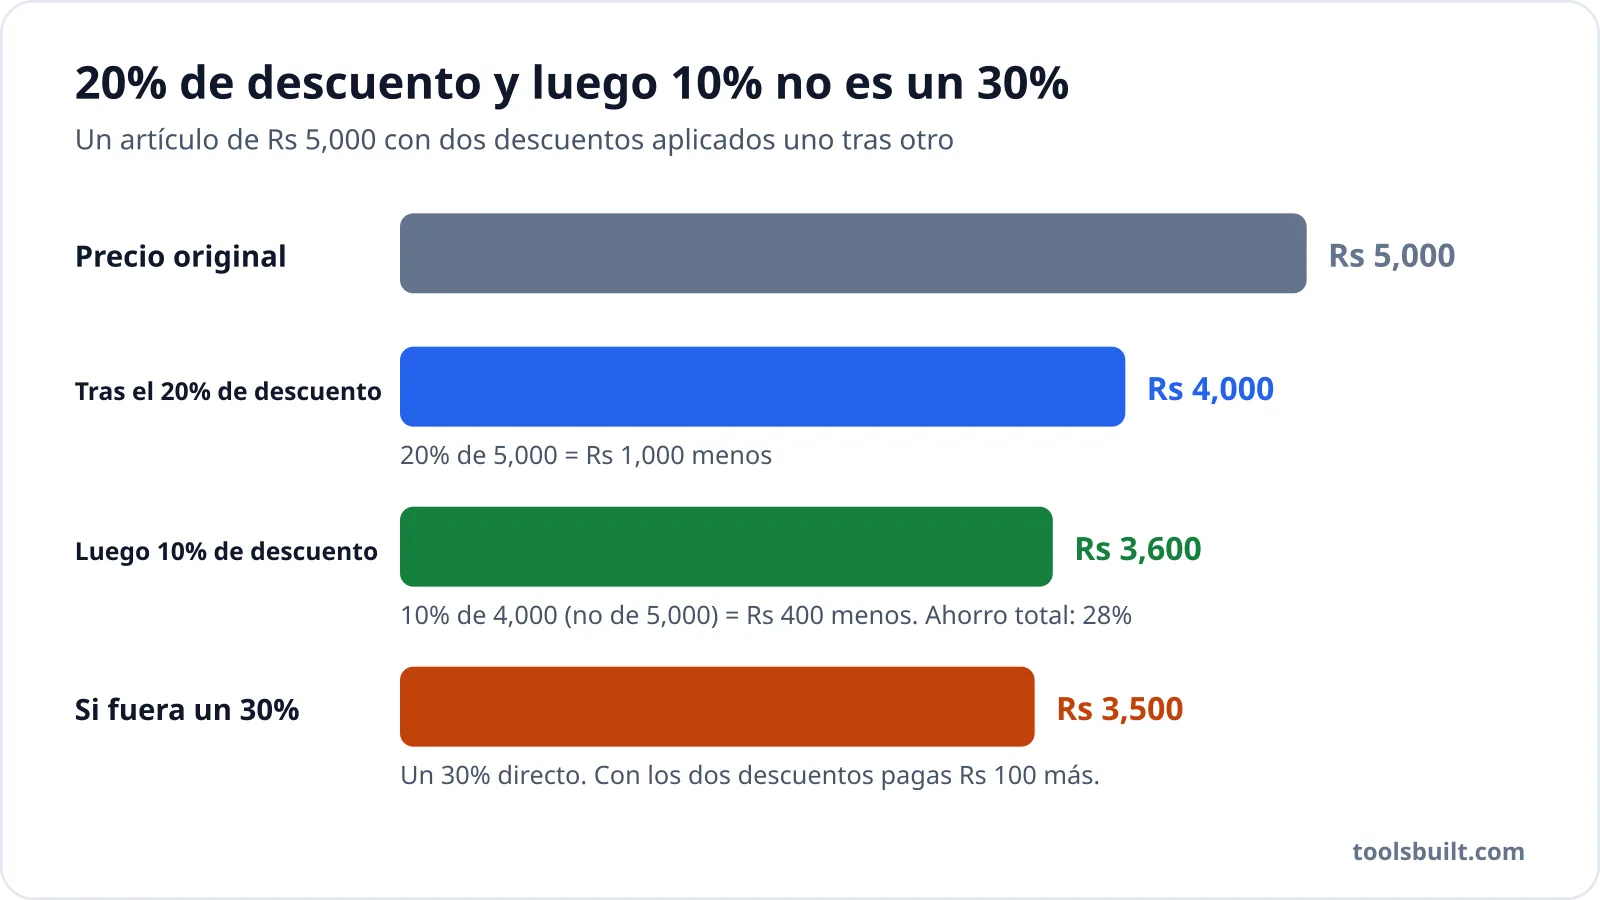 20% de descuento y luego 10% no es un 30%
Un artículo de Rs 5,000 con dos descuentos aplicados uno tras otro
Precio original
Rs 5,000
Tras el 20% de descuento
Rs 4,000
20% de 5,000 = Rs 1,000 menos
Luego 10% de descuento
Rs 3,600
10% de 4,000 (no de 5,000) = Rs 400 menos. Ahorro total: 28%
Si fuera un 30%
Rs 3,500
Un 30% directo. Con los dos descuentos pagas Rs 100 más.
toolsbuilt.com